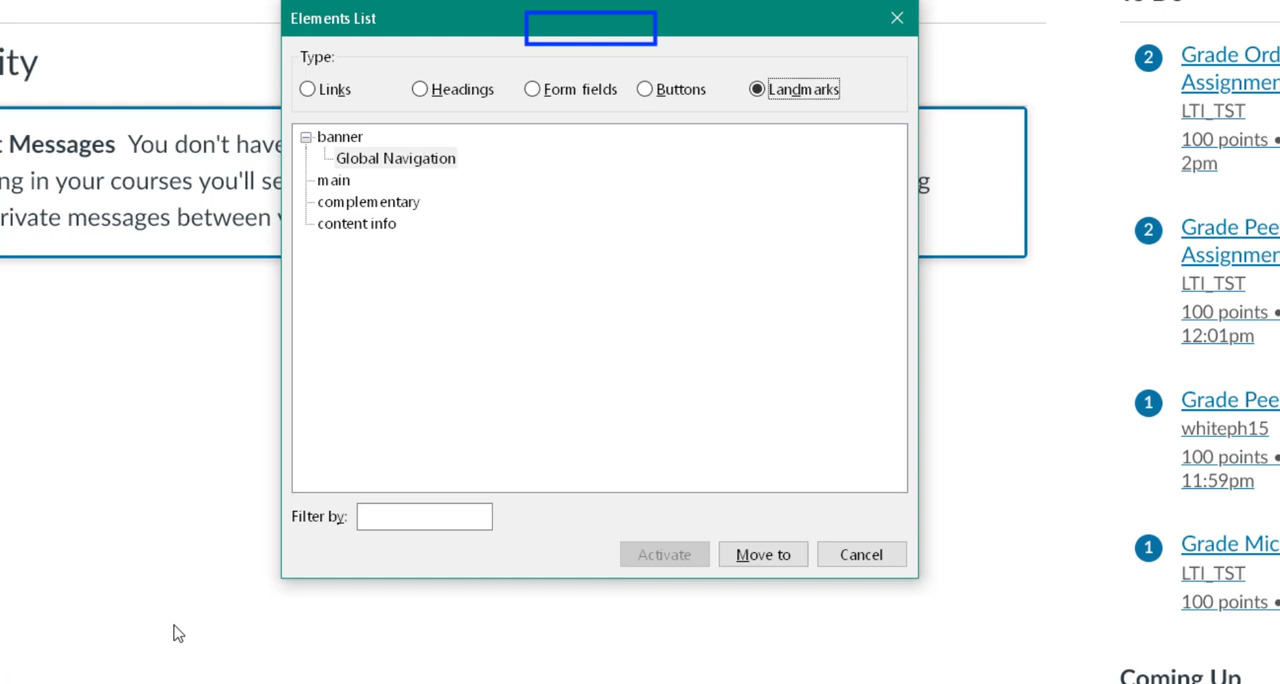 Elements List
Type:
Links
Headings
Form fields
Buttons
Landmarks
banner
Global Navigation
main
complementary
content info
Filter by:
Activate
Move to
Cancel
ity
Messages You don't have
ng in your courses you'll se
rivate messages between
g
2
Grade Ord
Assignmen
LTI_TST
100 points •
2pm
2
Grade Pee
Assignmen
LTI_TST
100 points •
12:01pm
1
Grade Pee
whiteph15
100 points •
11:59pm
1
Grade Mic
LTI_TST
100 points •
Coming Up